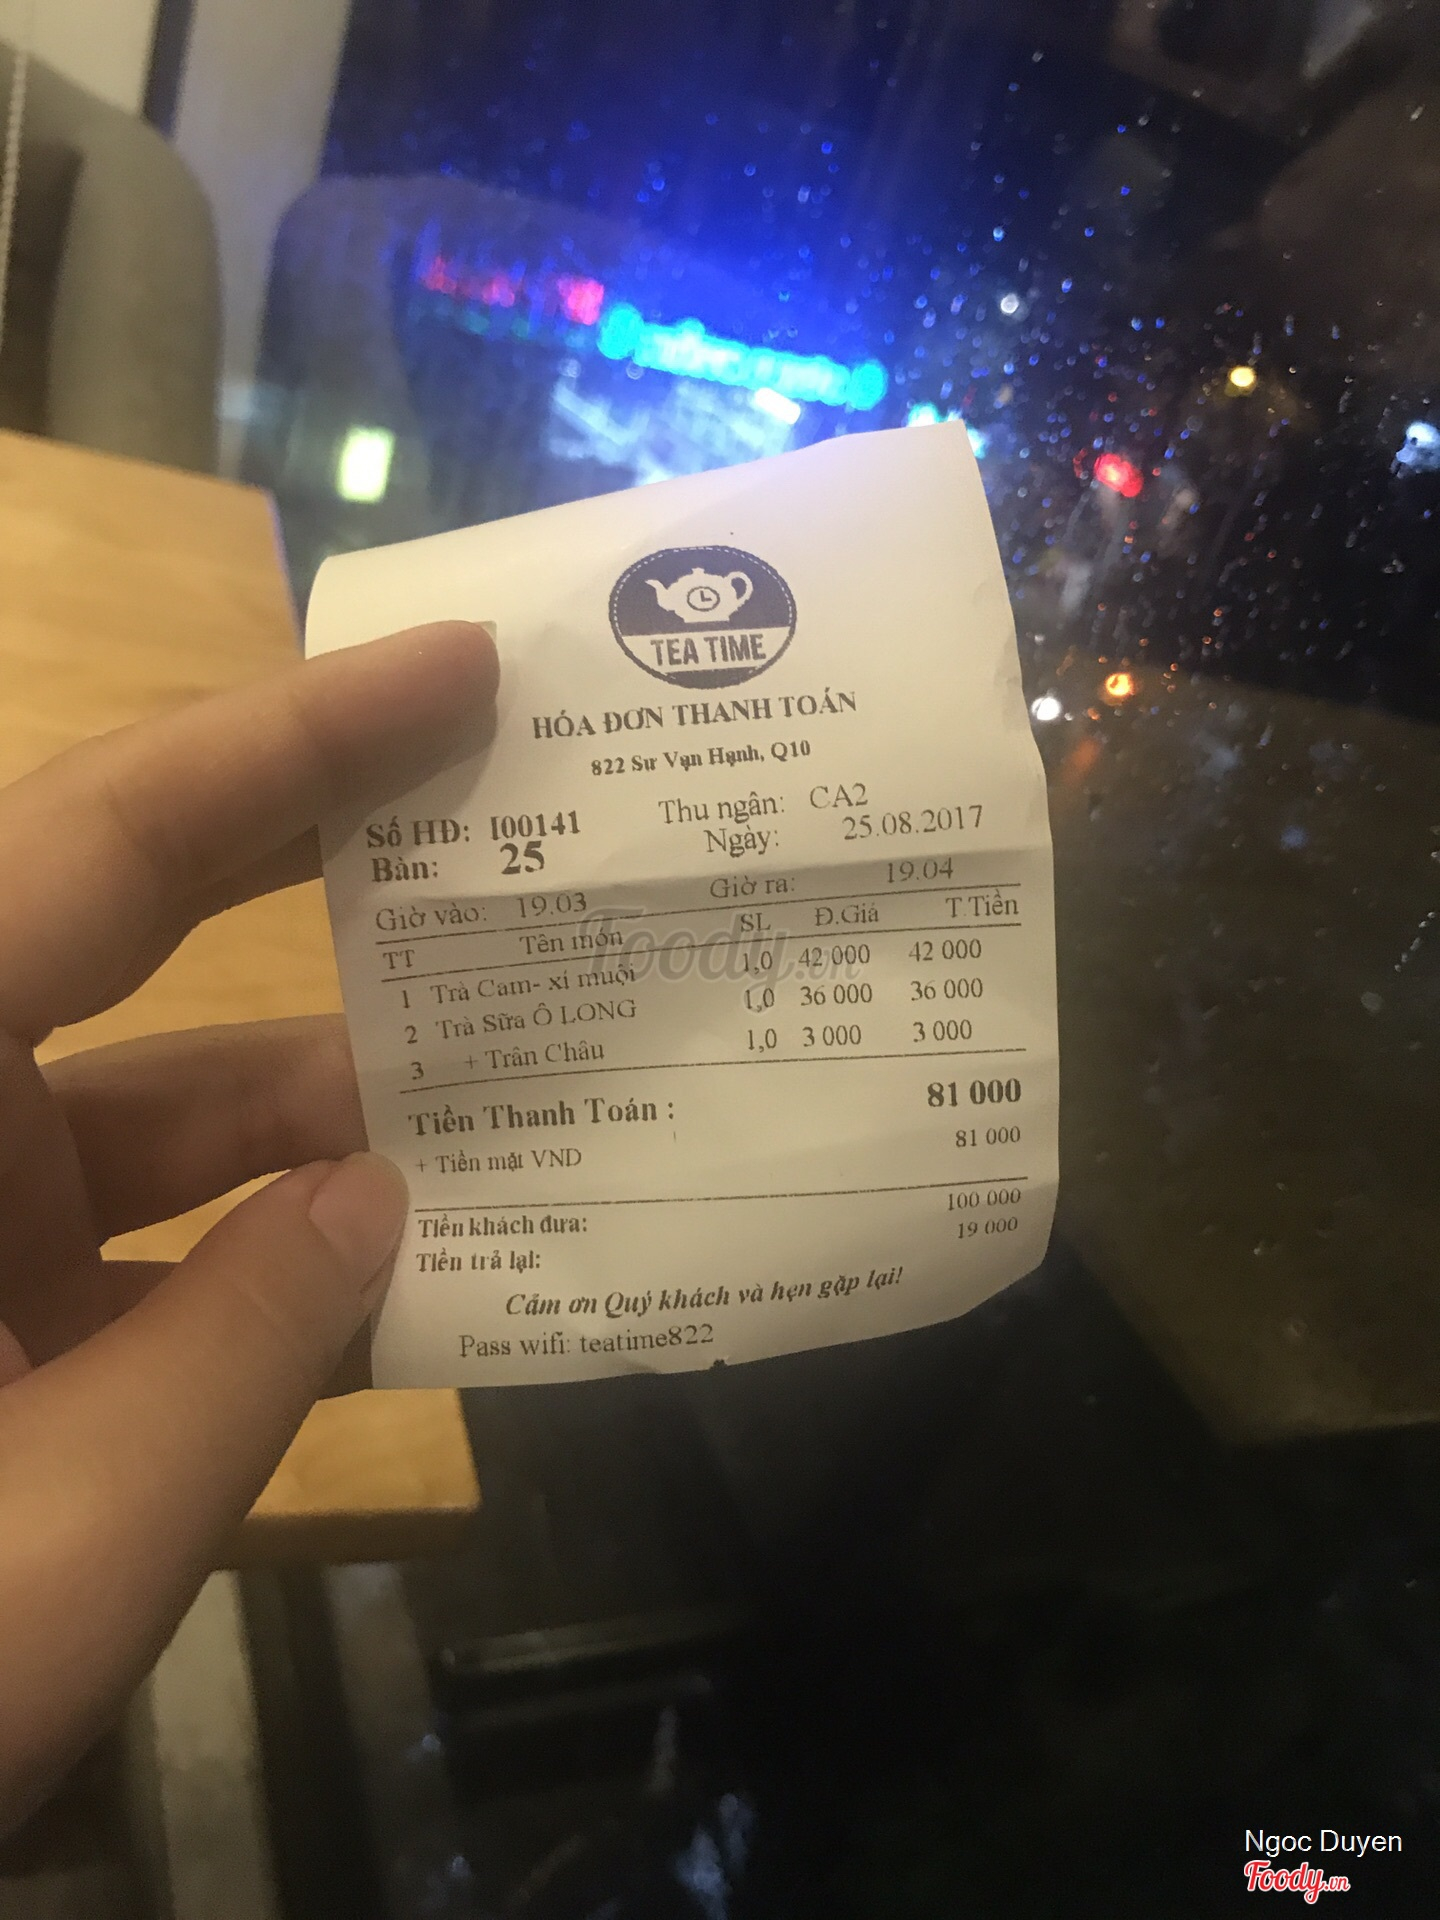 TEA TIME
HÓA ĐƠN THANH TOÁN
822 Sư Vạn Hạnh, Q10
Số HĐ: I00141 Thu ngân: CA2
Bàn: 25 Ngày: 25.08.2017
Giờ vào: 19.03 Giờ ra: 19.04
TT Tên món SL Đ.Giá T.Tiền
1 Trà Cam- xí muội 1,0 42 000 42 000
2 Trà Sữa Ô LONG 1,0 36 000 36 000
3 + Trân Châu 1,0 3 000 3 000
Tiền Thanh Toán : 81 000
+ Tiền mặt VND 81 000
Tiền khách đưa: 100 000
Tiền trả lại: 19 000
Cảm ơn Quý khách và hẹn gặp lại!
Pass wifi: teatime822
Foody.vn
Ngoc Duyen
Foody.vn